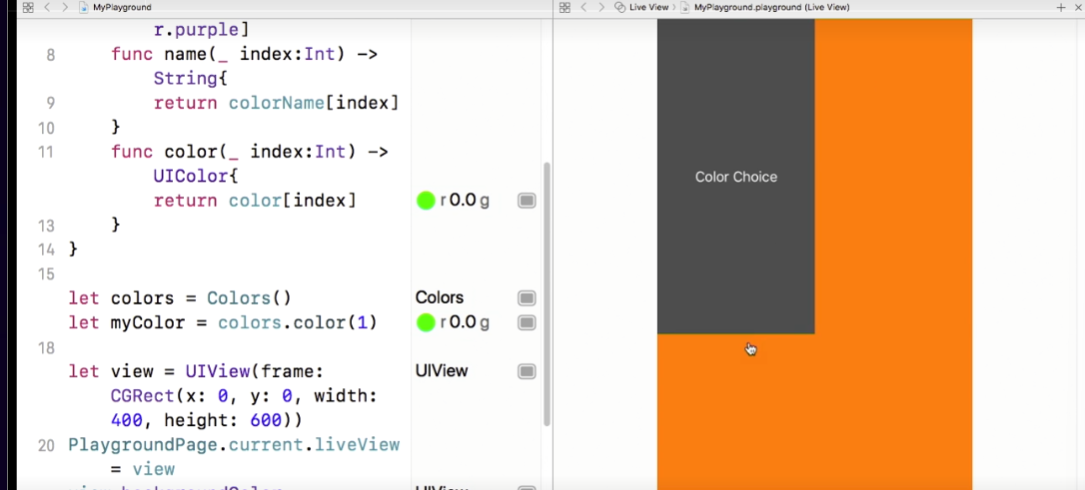 MyPlayground
Live View
MyPlayground.playground (Live View)
r.purple]
8 func name(_ index:Int) ->
String{
9 return colorName[index]
10 }
11 func color(_ index:Int) ->
UIColor{
return color[index] r 0.0 g
13 }
14 }
15
let colors = Colors() Colors
let myColor = colors.color(1) r 0.0 g
18
let view = UIView(frame: UIView
CGRect(x: 0, y: 0, width:
400, height: 600))
20 PlaygroundPage.current.liveView
= view
view.backgroundColor UIView
Color Choice